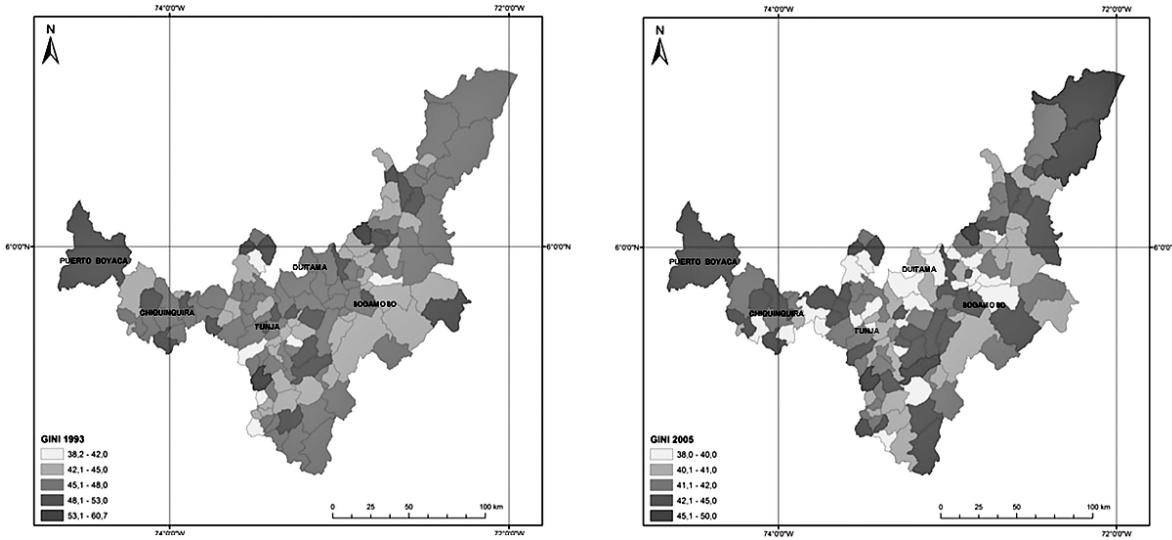 74°0'0"W
72°0'0"W
N
6°0'0"N
PUERTO BOYACA
DUITAMA
SOGAMOSO
CHIQUINQUIRA
TUNJA
GINI 1993
38,2 - 42,0
42,1 - 45,0
45,1 - 48,0
48,1 - 53,0
53,1 - 60,7
0 25 50 100 km
74°0'0"W
72°0'0"W
74°0'0"W
72°0'0"W
N
6°0'0"N
6°0'0"N
PUERTO BOYACA
DUITAMA
SOGAMOSO
CHIQUINQUIRA
TUNJA
GINI 2005
38,0 - 40,0
40,1 - 41,0
41,1 - 42,0
42,1 - 45,0
45,1 - 50,0
0 25 50 100 km
74°0'0"W
72°0'0"W